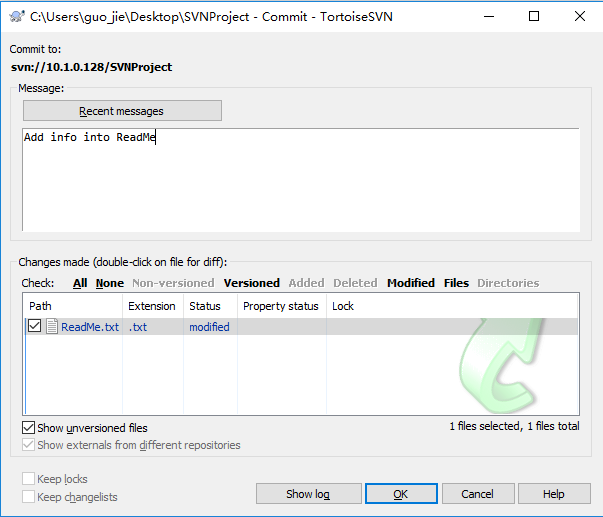 C:\Users\guo_jie\Desktop\SVNProject - Commit - TortoiseSVN
Commit to:
svn://10.1.0.128/SVNProject
Message:
Recent messages
Add info into ReadMe
Changes made (double-click on file for diff):
Check: All None Non-versioned Versioned Added Deleted Modified Files Directories
Path Extension Status Property status Lock
ReadMe.txt .txt modified
Show unversioned files 1 files selected, 1 files total
Show externals from different repositories
Keep locks
Keep changelists
Show log OK Cancel Help